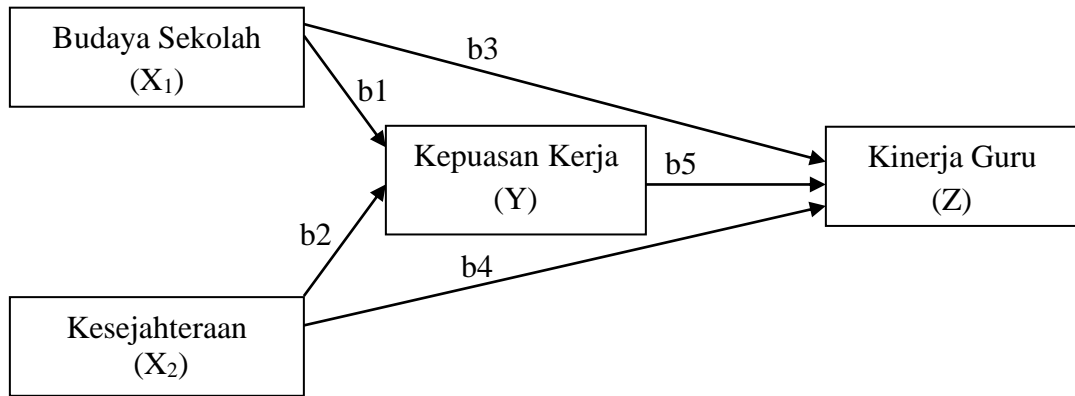 Budaya Sekolah
(X₁)
b3
b1
Kepuasan Kerja
(Y)
b5
Kinerja Guru
(Z)
b2
b4
Kesejahteraan
(X₂)